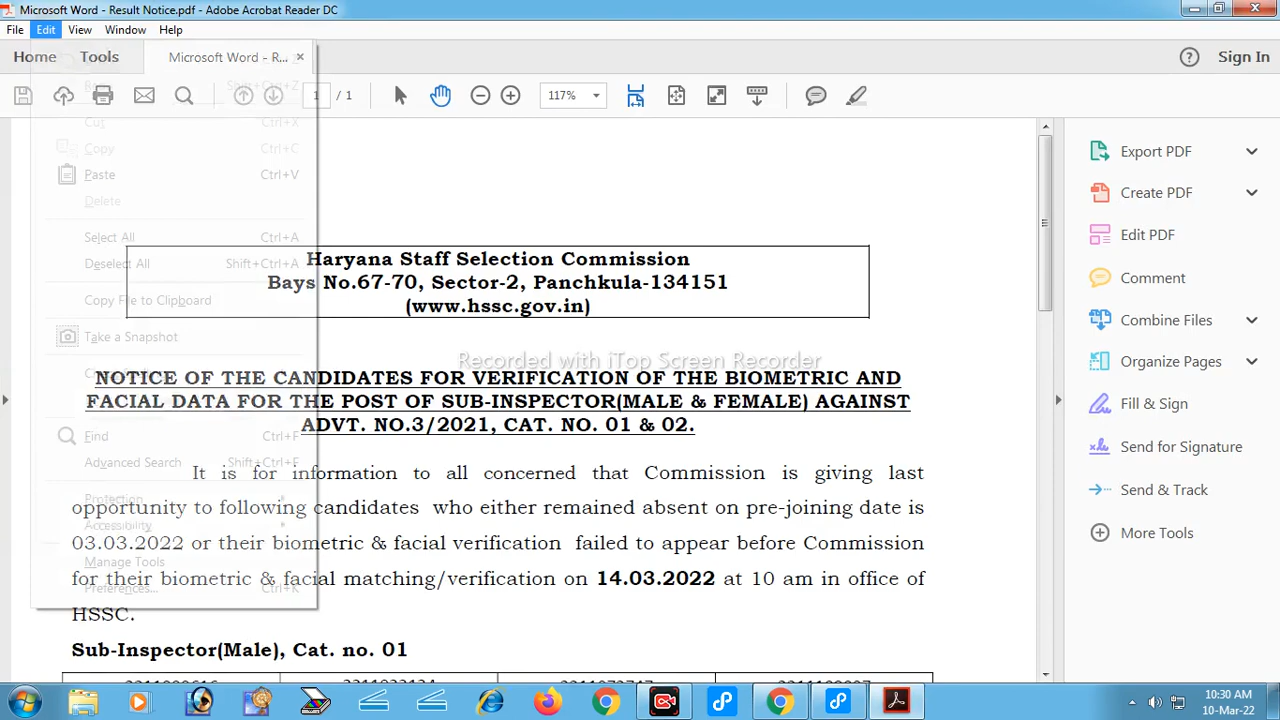 Microsoft Word - Result Notice.pdf - Adobe Acrobat Reader DC
File Edit View Window Help
Home Tools Microsoft Word - R... ×
Sign In
1 / 1 117%
Shift+Ctrl+Z
Cut Ctrl+X
Copy Ctrl+C
Paste Ctrl+V
Delete
Select All Ctrl+A
Deselect All Shift+Ctrl+A
Copy File to Clipboard
Take a Snapshot
Find Ctrl+F
Advanced Search Shift+Ctrl+F
Protection
Accessibility
Manage Tools
Preferences... Ctrl+K
Haryana Staff Selection Commission
Bays No.67-70, Sector-2, Panchkula-134151
(www.hssc.gov.in)
Recorded with iTop Screen Recorder
NOTICE OF THE CANDIDATES FOR VERIFICATION OF THE BIOMETRIC AND
FACIAL DATA FOR THE POST OF SUB-INSPECTOR(MALE & FEMALE) AGAINST
ADVT. NO.3/2021, CAT. NO. 01 & 02.
It is for information to all concerned that Commission is giving last
opportunity to following candidates who either remained absent on pre-joining date is
03.03.2022 or their biometric & facial verification failed to appear before Commission
for their biometric & facial matching/verification on 14.03.2022 at 10 am in office of
HSSC.
Sub-Inspector(Male), Cat. no. 01
Export PDF
Create PDF
Edit PDF
Comment
Combine Files
Organize Pages
Fill & Sign
Send for Signature
Send & Track
More Tools
10:30 AM
10-Mar-22